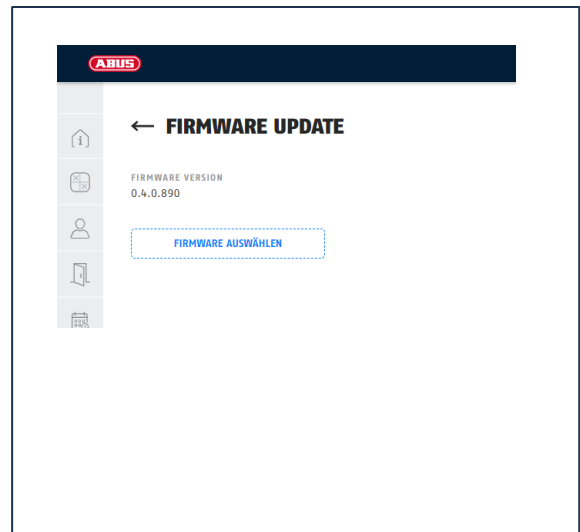 ABUS
← FIRMWARE UPDATE
FIRMWARE VERSION
0.4.0.890
FIRMWARE AUSWÄHLEN